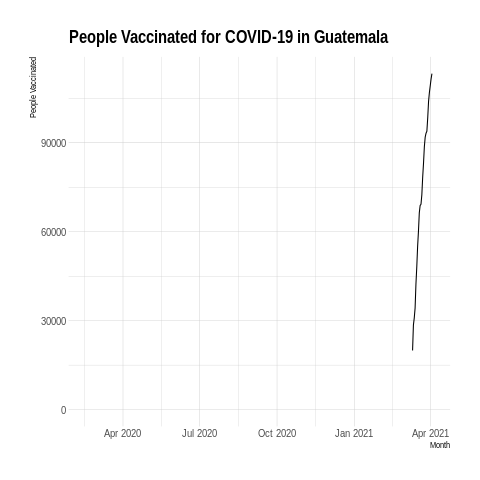 People Vaccinated for COVID-19 in Guatemala
People Vaccinated
90000
60000
30000
0
Apr 2020 Jul 2020 Oct 2020 Jan 2021 Apr 2021
Month